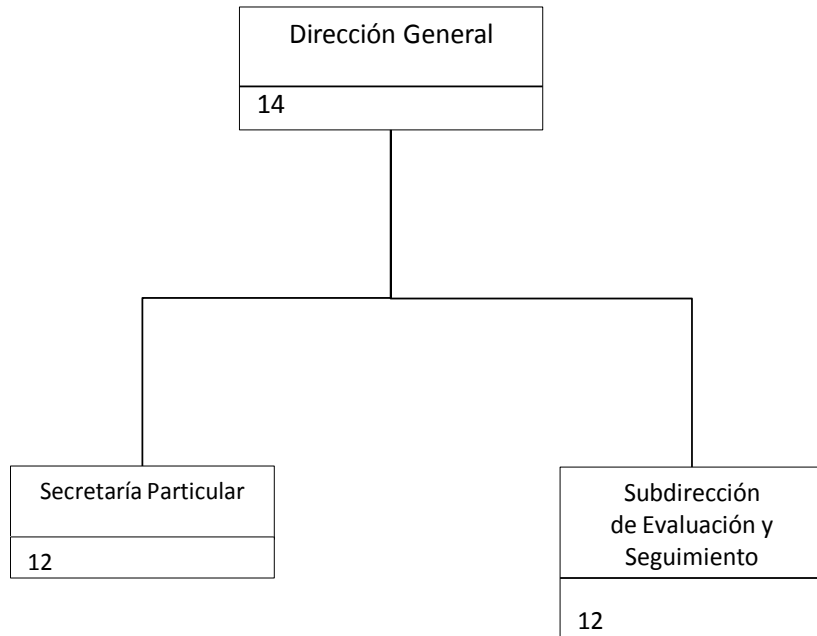 Dirección General
14
Secretaría Particular
12
Subdirección
de Evaluación y
Seguimiento
12